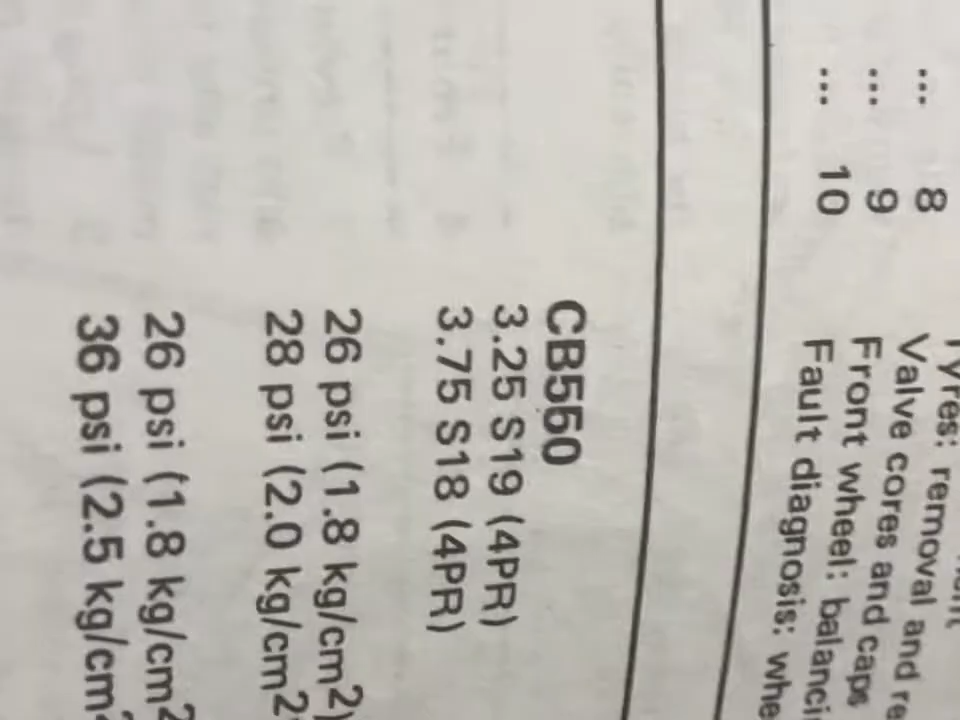 ... 8 Tyres: removal and re
... 9 Valve cores and caps
... 10 Front wheel: balanci
Fault diagnosis: whe
CB550
3.25 S19 (4PR)
3.75 S18 (4PR)
26 psi (1.8 kg/cm²)
28 psi (2.0 kg/cm²
26 psi (1.8 kg/cm²
36 psi (2.5 kg/cm²